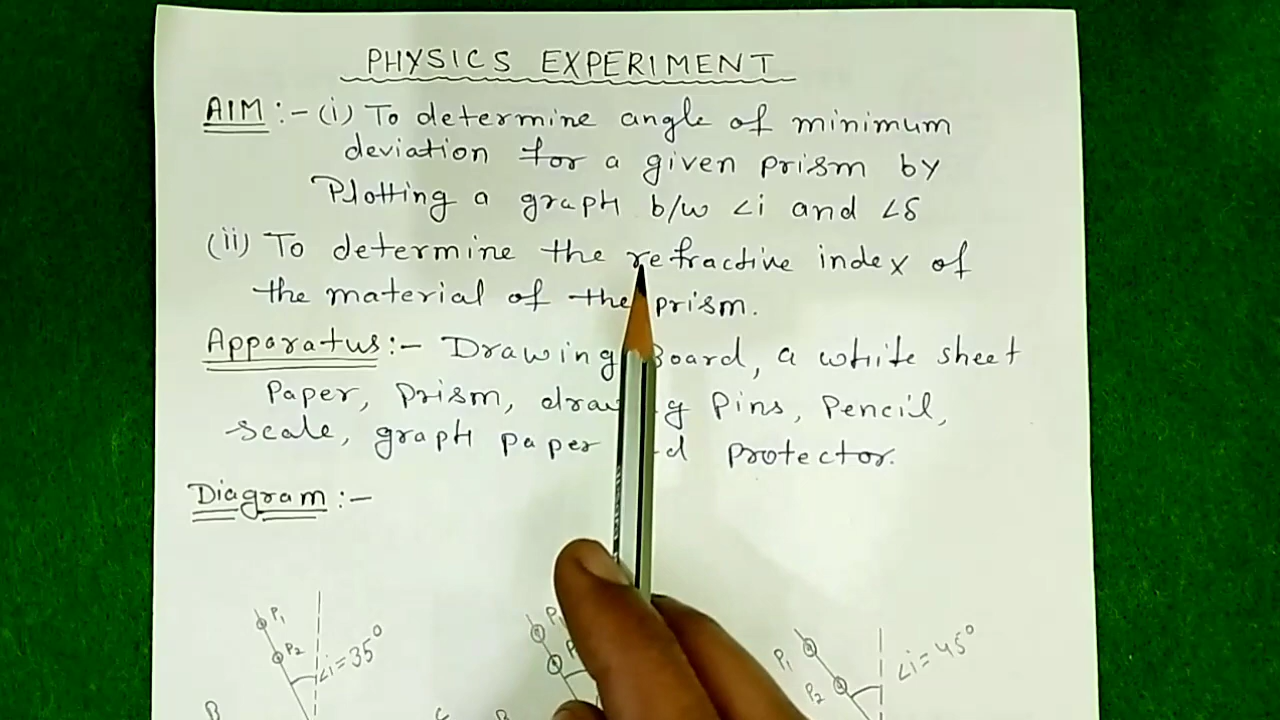 PHYSICS EXPERIMENT
AIM :- (i) To determine angle of minimum
deviation for a given prism by
Plotting a graph b/w ∠i and ∠δ
(ii) To determine the refractive index of
the material of the prism.
Apparatus :- Drawing Board, a white sheet
Paper, Prism, Pins, Pencil,
scale, graph paper protector.
Diagram :-
P1
P2
∠i = 35°
B
P1
P1
P2
∠i = 45°